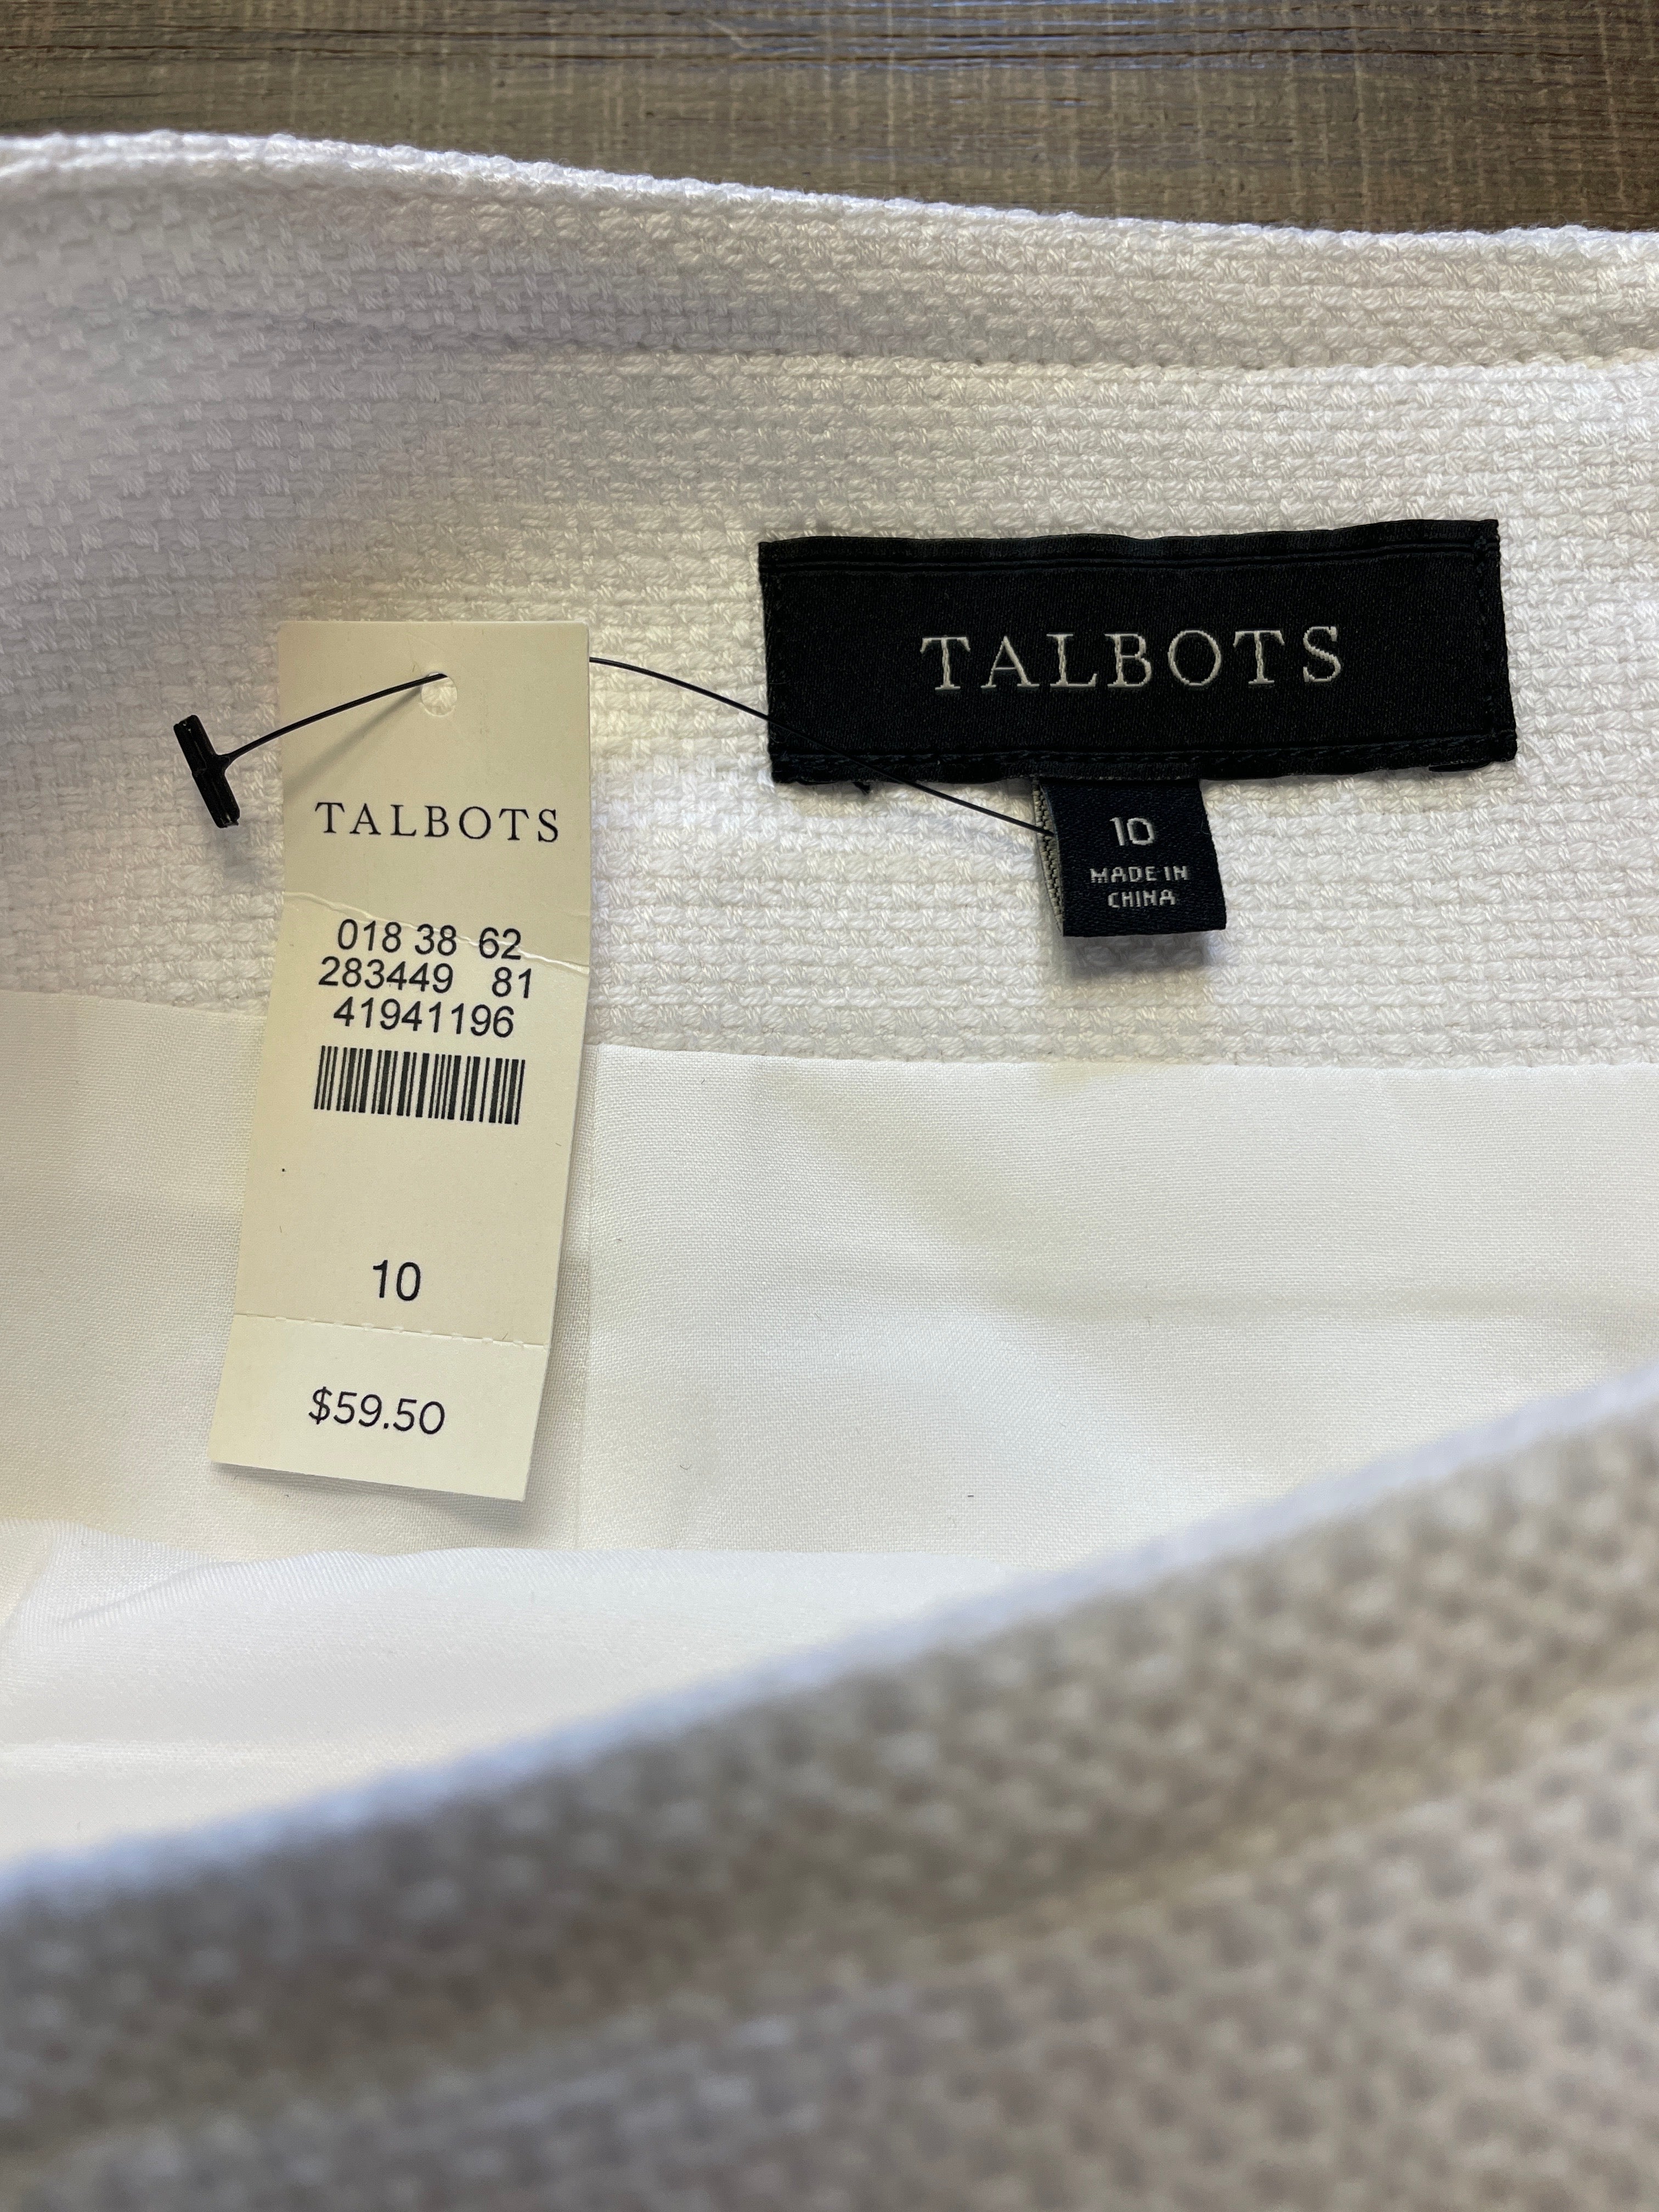 TALBOTS
10
MADE IN
CHINA
TALBOTS
018 38 62
283449 81
41941196
10
$59.50